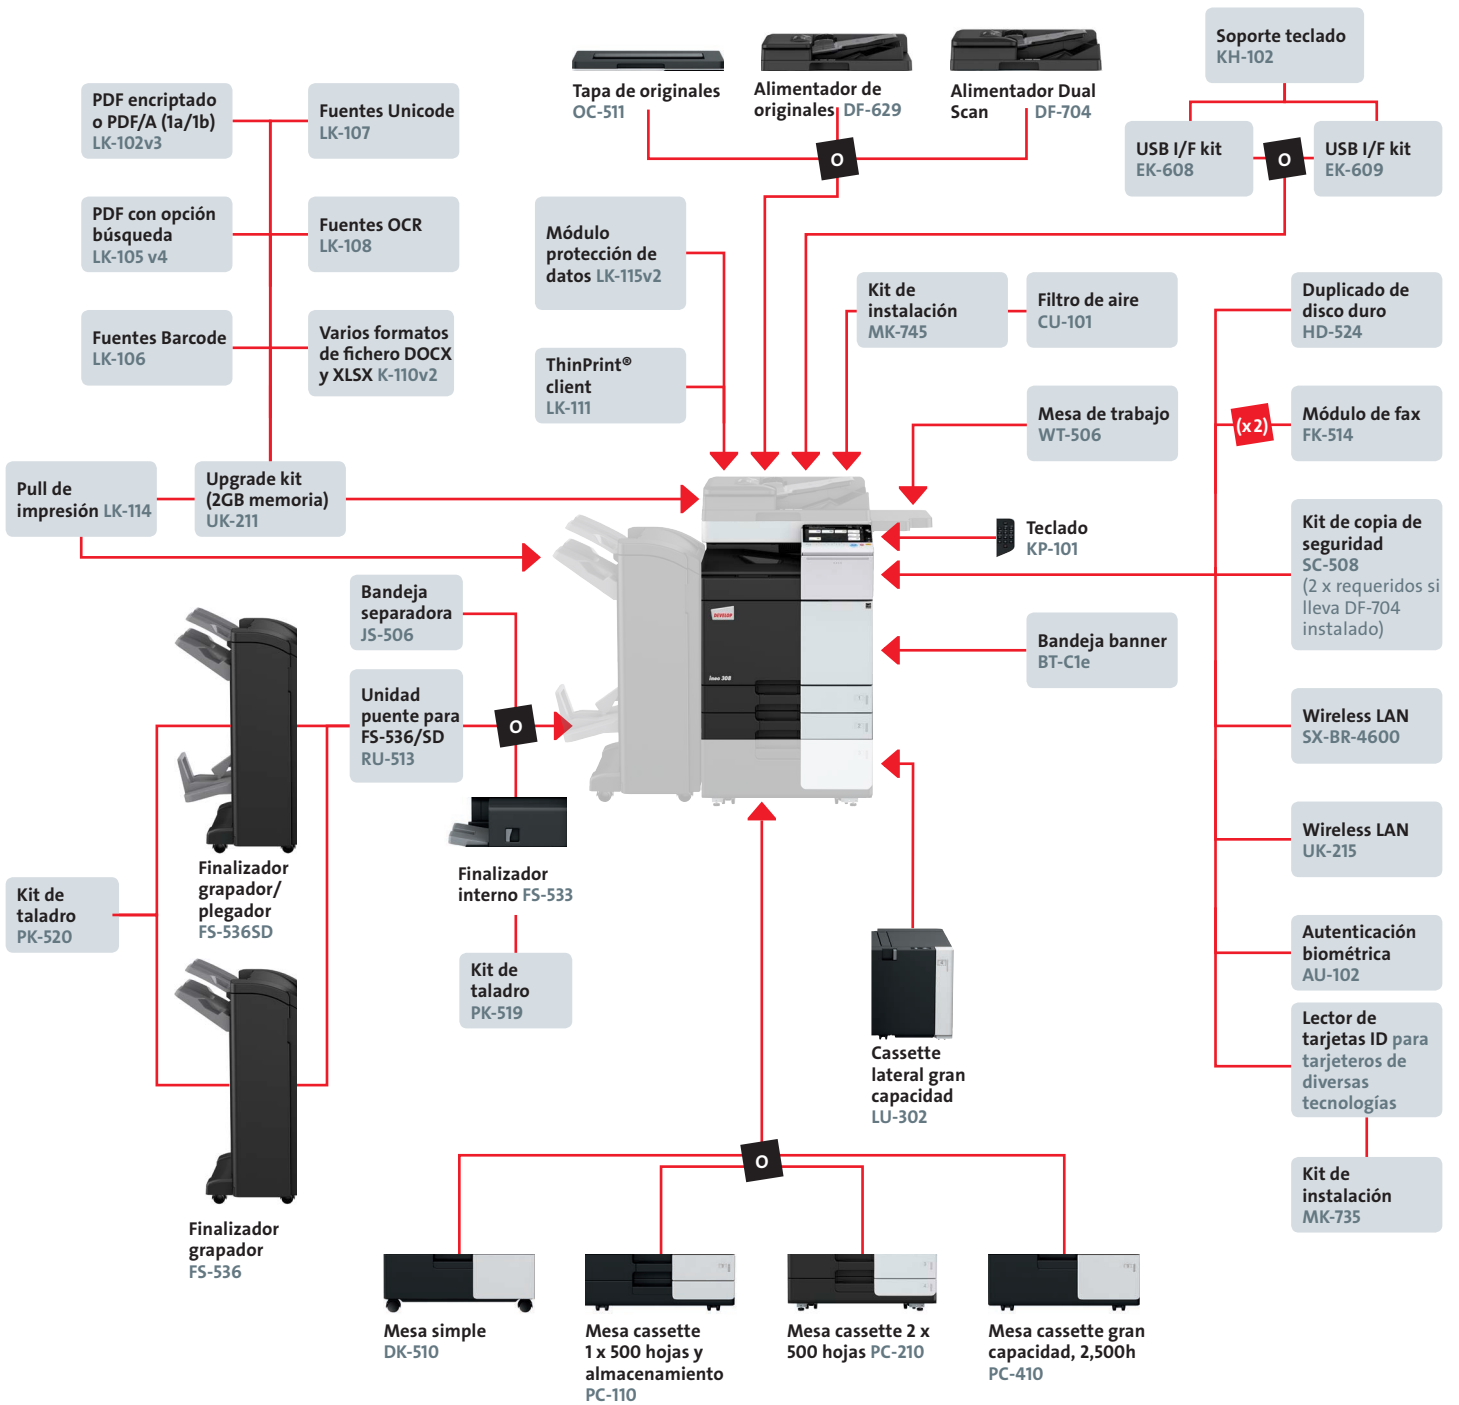 Soporte teclado
KH-102
Tapa de originales
OC-511
Alimentador de
originales DF-629
Alimentador Dual
Scan DF-704
O
USB I/F kit
EK-608
O
USB I/F kit
EK-609
PDF encriptado
o PDF/A (1a/1b)
LK-102v3
Fuentes Unicode
LK-107
PDF con opción
búsqueda
LK-105 v4
Fuentes OCR
LK-108
Fuentes Barcode
LK-106
Varios formatos
de fichero DOCX
y XLSX K-110v2
Módulo
protección de
datos LK-115v2
ThinPrint®
client
LK-111
Kit de
instalación
MK-745
Filtro de aire
CU-101
Mesa de trabajo
WT-506
Duplicado de
disco duro
HD-524
(x2)
Módulo de fax
FK-514
Pull de
impresión LK-114
Upgrade kit
(2GB memoria)
UK-211
Teclado
KP-101
Kit de copia de
seguridad
SC-508
(2 x requeridos si
lleva DF-704
instalado)
Bandeja
separadora
JS-506
DEVELOP
ineo 308
Bandeja banner
BT-C1e
Unidad
puente para
FS-536/SD
RU-513
O
Wireless LAN
SX-BR-4600
Wireless LAN
UK-215
Finalizador
grapador/
plegador
FS-536SD
Finalizador
interno FS-533
Kit de
taladro
PK-520
Kit de
taladro
PK-519
Autenticación
biométrica
AU-102
Lector de
tarjetas ID para
tarjeteros de
diversas
tecnologías
Cassette
lateral gran
capacidad
LU-302
Kit de
instalación
MK-735
Finalizador
grapador
FS-536
O
Mesa simple
DK-510
Mesa cassette
1 x 500 hojas y
almacenamiento
PC-110
Mesa cassette 2 x
500 hojas PC-210
Mesa cassette gran
capacidad, 2,500h
PC-410